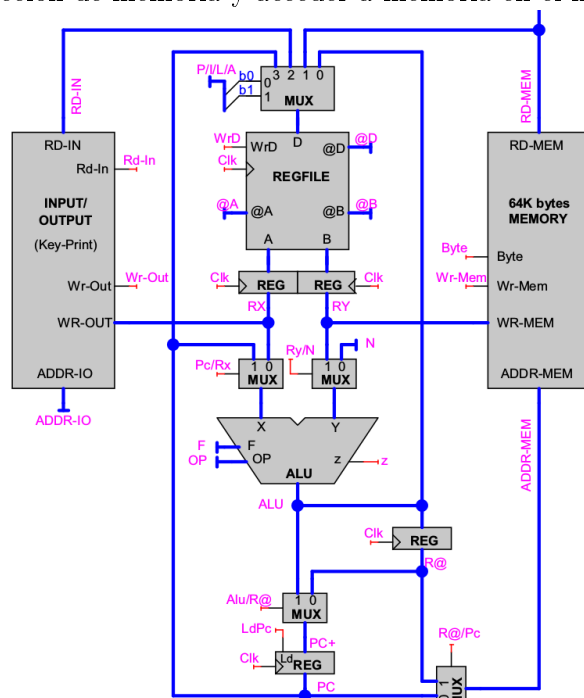 P/I/L/A
b0 0
b1 1
3 2 1 0
MUX
RD-IN
RD-MEM
RD-IN
Rd-In
Rd-In
INPUT/
OUTPUT
(Key-Print)
Wr-Out
Wr-Out
WR-OUT
ADDR-IO
ADDR-IO
WrD
WrD
D
@D
@D
Clk
REGFILE
@A
@A
@B
@B
A
B
Clk
REG
REG
Clk
RX
RY
RD-MEM
64K bytes
MEMORY
Byte
Byte
Wr-Mem
Wr-Mem
WR-MEM
ADDR-MEM
ADDR-MEM
Pc/Rx
1 0
MUX
Ry/N
1 0
MUX
N
X
Y
F
F
OP
OP
z
z
ALU
ALU
Clk
REG
R@
Alu/R@
1 0
MUX
LdPc
PC+
Clk
Ld
REG
PC
R@/Pc
1
MUX